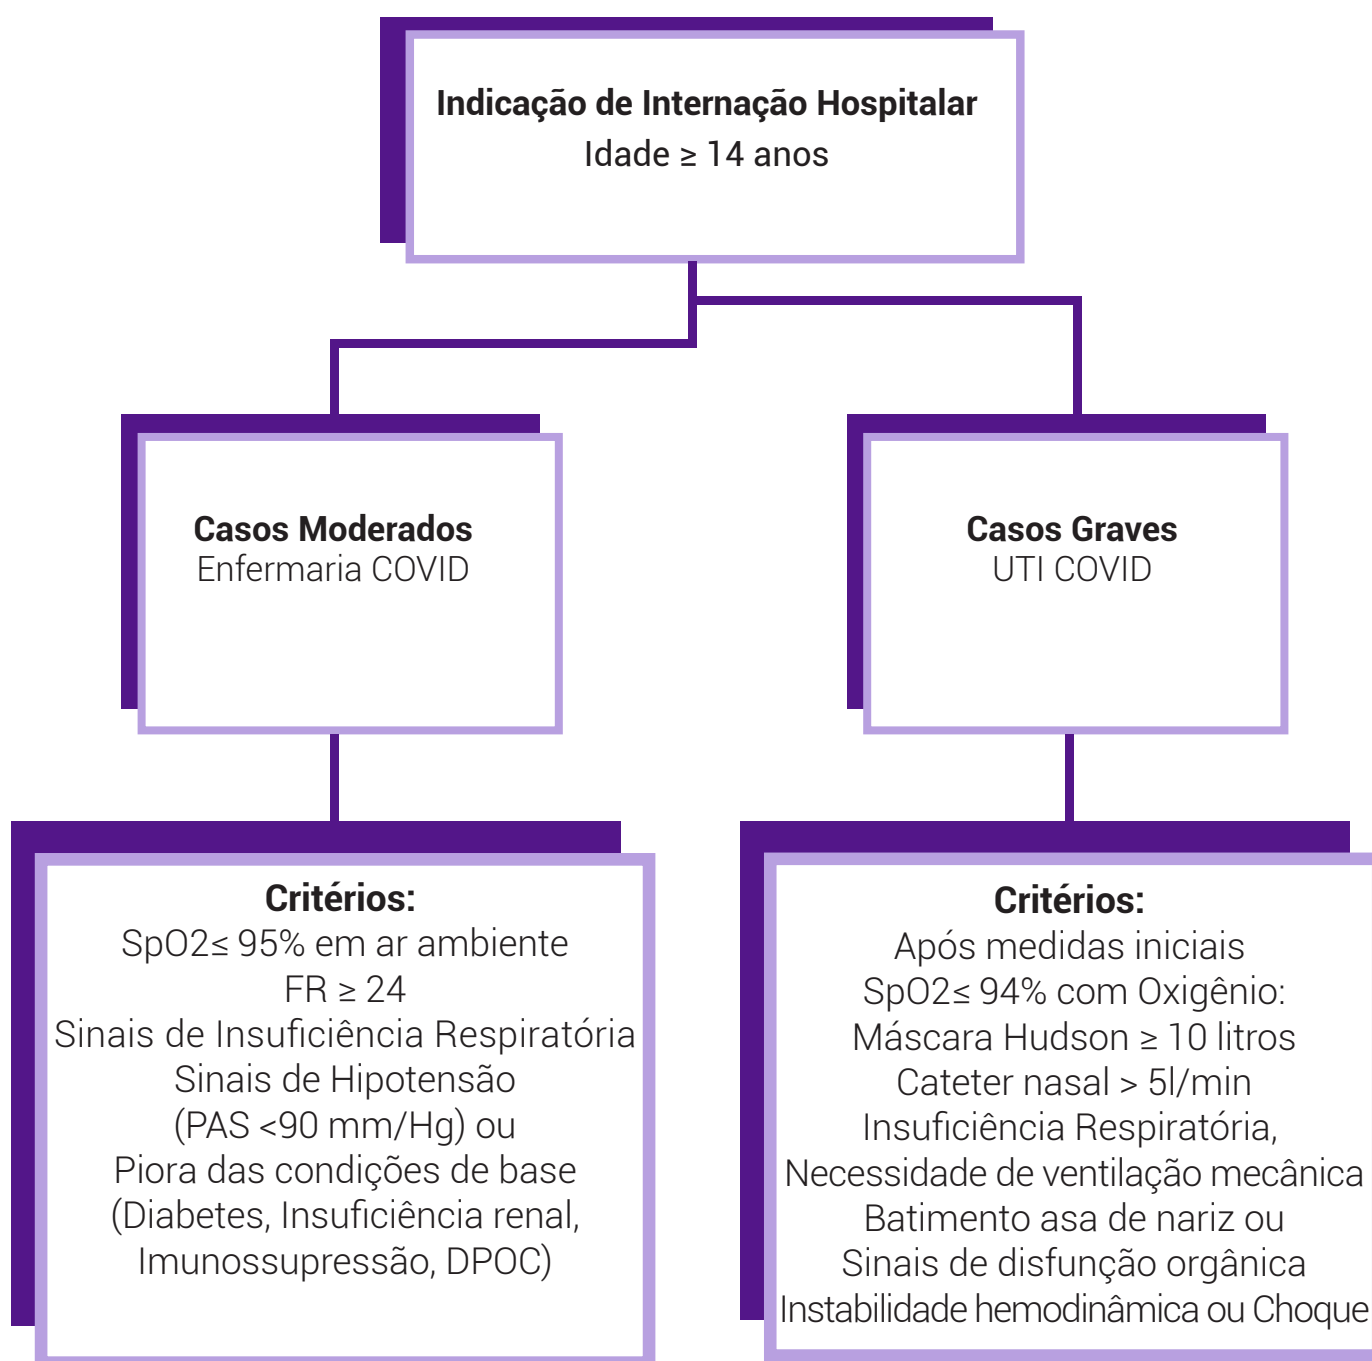 Indicação de Internação Hospitalar
Idade ≥ 14 anos
Casos Moderados
Enfermaria COVID
Casos Graves
UTI COVID
Critérios:
SpO2≤ 95% em ar ambiente
FR ≥ 24
Sinais de Insuficiência Respiratória
Sinais de Hipotensão
(PAS <90 mm/Hg) ou
Piora das condições de base
(Diabetes, Insuficiência renal,
Imunossupressão, DPOC)
Critérios:
Após medidas iniciais
SpO2≤ 94% com Oxigênio:
Máscara Hudson ≥ 10 litros
Cateter nasal > 5l/min
Insuficiência Respiratória,
Necessidade de ventilação mecânica
Batimento asa de nariz ou
Sinais de disfunção orgânica
Instabilidade hemodinâmica ou Choque